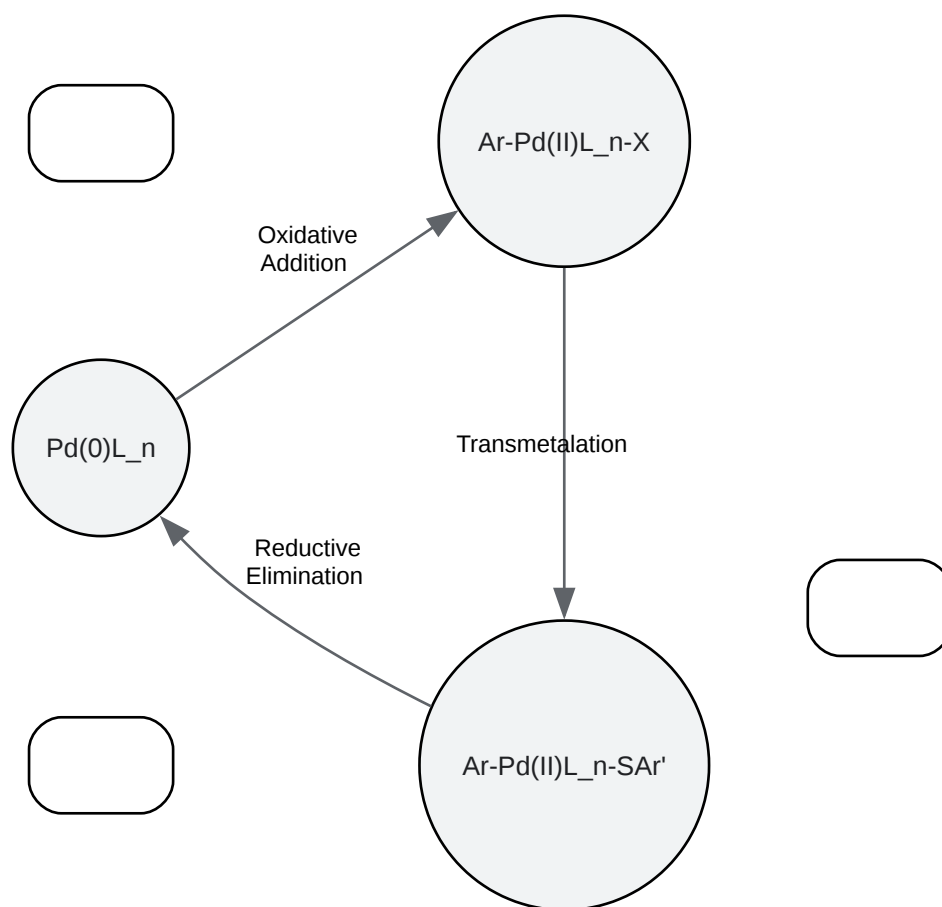 Ar-Pd(II)L_n-X
Oxidative
Addition
Pd(0)L_n
Transmetalation
Reductive
Elimination
Ar-Pd(II)L_n-SAr'